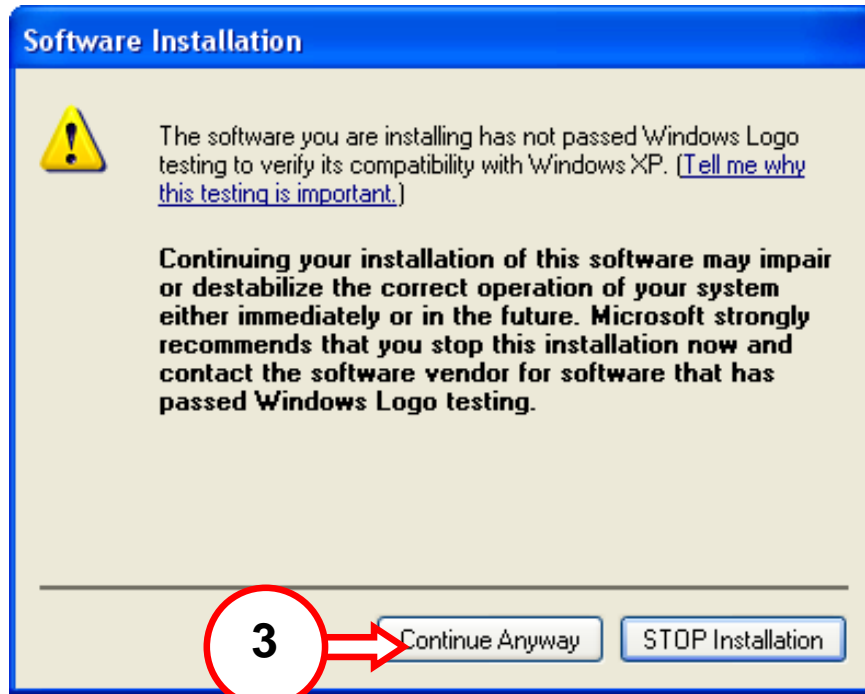 Software Installation
The software you are installing has not passed Windows Logo
testing to verify its compatibility with Windows XP. (Tell me why
this testing is important.)
Continuing your installation of this software may impair
or destabilize the correct operation of your system
either immediately or in the future. Microsoft strongly
recommends that you stop this installation now and
contact the software vendor for software that has
passed Windows Logo testing.
3
Continue Anyway
STOP Installation